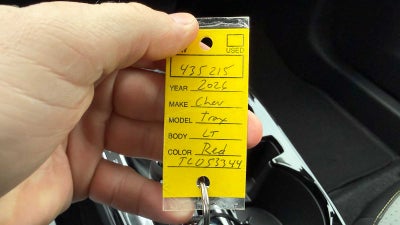 USED
435215
YEAR 2026
MAKE Chev
MODEL Trax
BODY LT
COLOR Red
TC053344